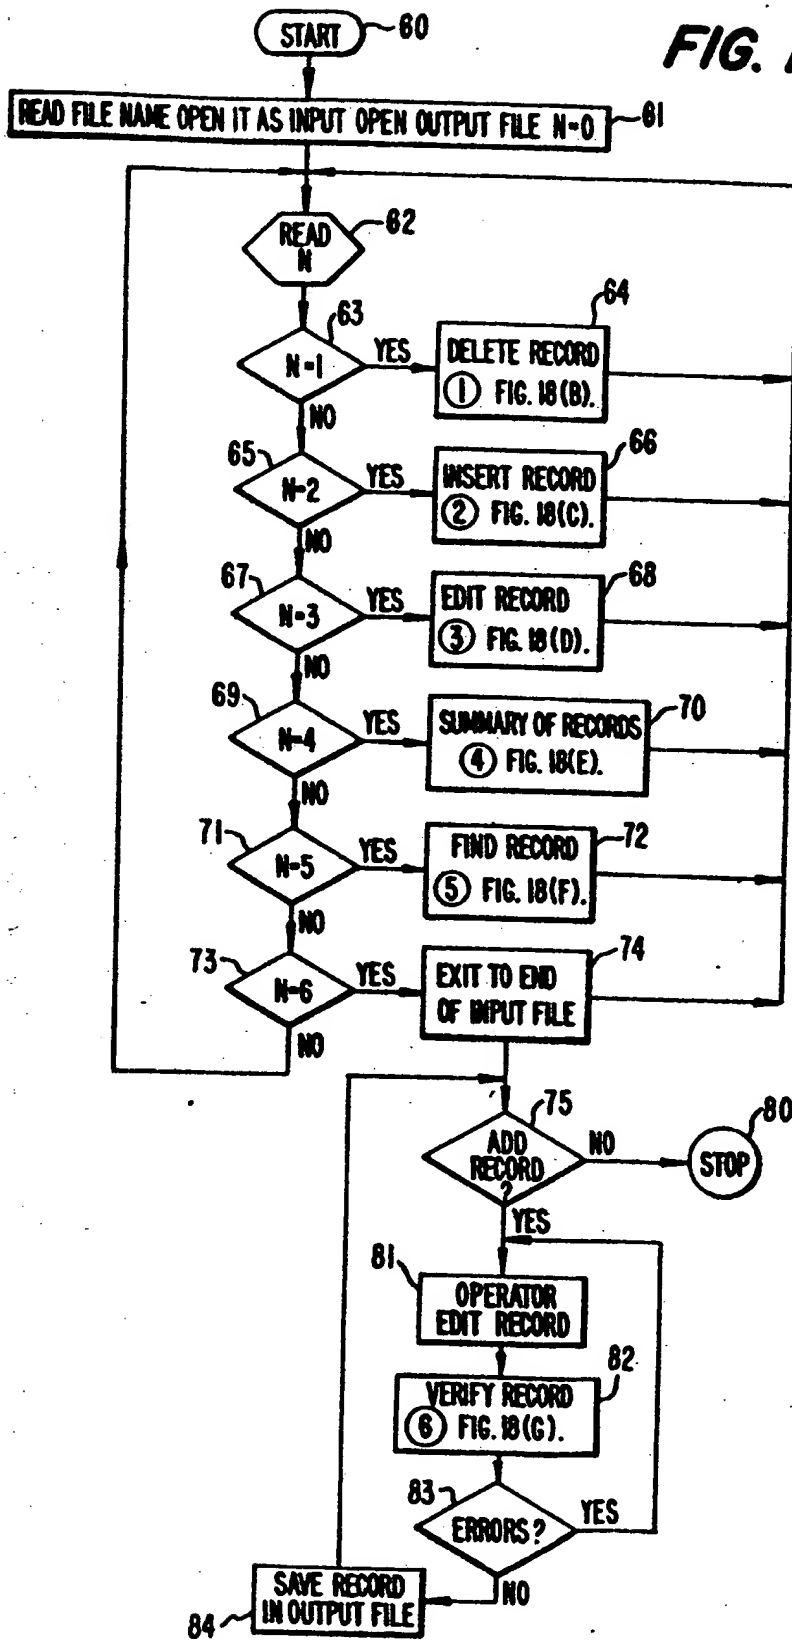 START 60
FIG. 1
READ FILE NAME OPEN IT AS INPUT OPEN OUTPUT FILE N=0 61
READ
N
62
63
N=1
YES
NO
64
DELETE RECORD
1 FIG. 18(B).
65
N=2
YES
NO
66
INSERT RECORD
2 FIG. 18(C).
67
N=3
YES
NO
68
EDIT RECORD
3 FIG. 18(D).
69
N=4
YES
NO
70
SUMMARY OF RECORDS
4 FIG. 18(E).
71
N=5
YES
NO
72
FIND RECORD
5 FIG. 18(F).
73
N=6
YES
NO
74
EXIT TO END
OF INPUT FILE
75
ADD
RECORD
?
NO
YES
80
STOP
81
OPERATOR
EDIT RECORD
82
VERIFY RECORD
6 FIG. 18(G).
83
ERRORS?
YES
NO
SAVE RECORD
IN OUTPUT FILE
84